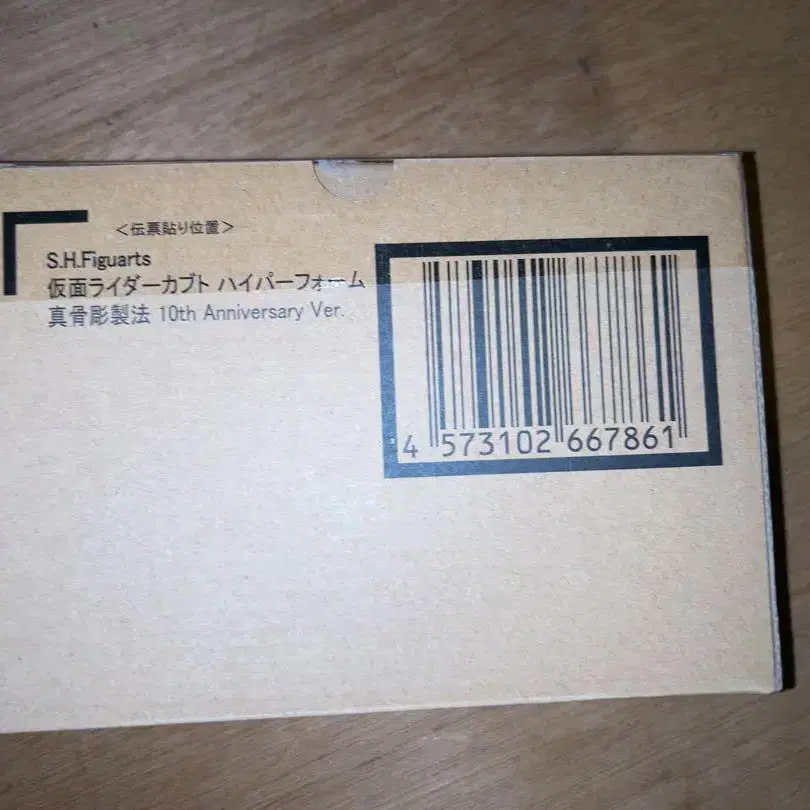 <伝票貼り位置>
S.H.Figuarts
仮面ライダーカブト ハイパーフォーム
真骨彫製法 10th Anniversary Ver.
4 573102 667861